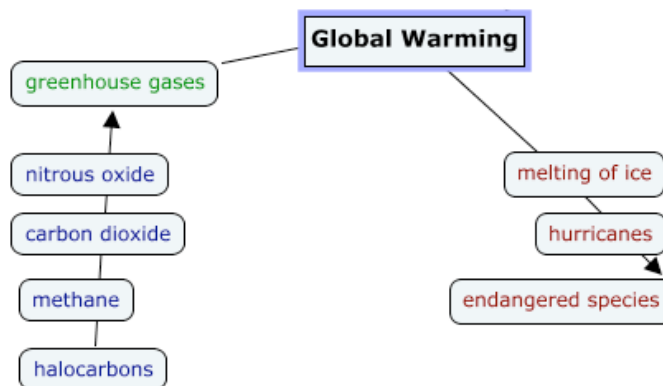 Global Warming
greenhouse gases
nitrous oxide
carbon dioxide
methane
halocarbons
melting of ice
hurricanes
endangered species